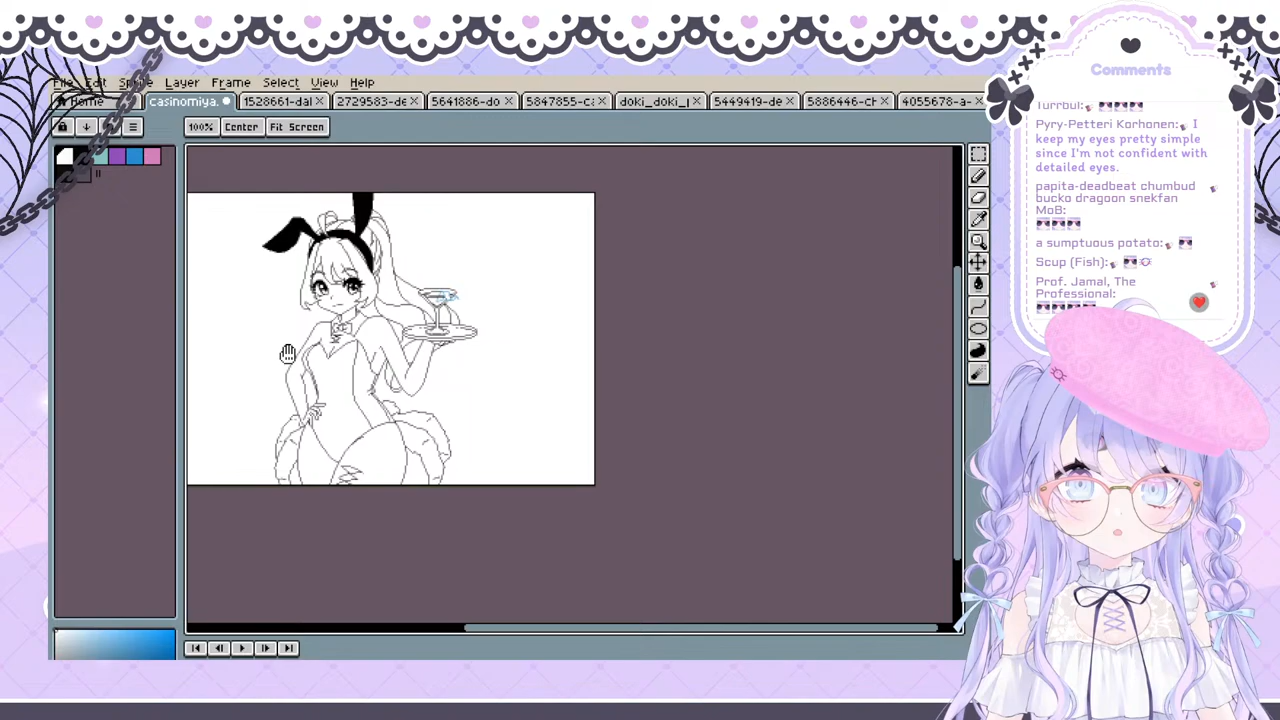 Comments
File Edit Sprite Layer Frame Select View Help
Home casinomiya. 1528661-dal 2729583-de 5641886-do 5847855-ca doki_doki_l 5449419-de 5886446-ch 4055678-a-
100% Center Fit Screen
Turrbul:
Pyry-Petteri Korhonen: I
keep my eyes pretty simple
since I'm not confident with
detailed eyes.
papita-deadbeat chumbud
bucko dragoon snekfan
MoB:
a sumptuous potato:
Scup (Fish):
Prof. Jamal, The
Professional: